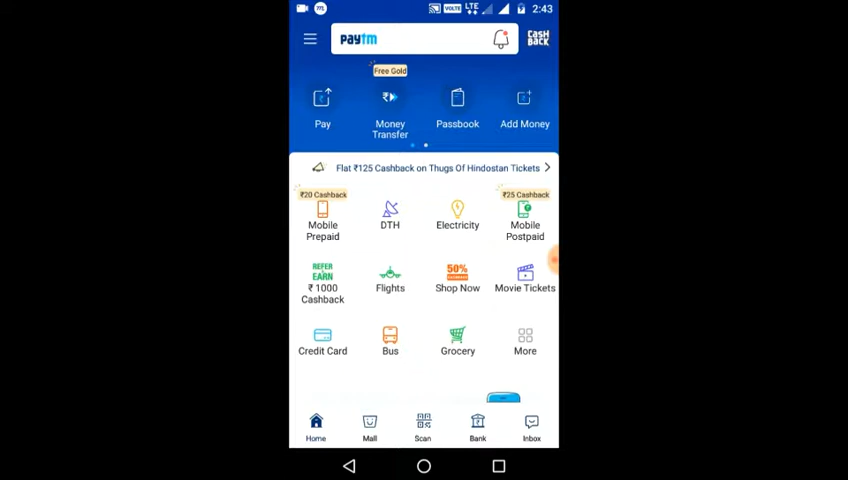 VOLTE LTE 2:43
paytm CASH BACK
Free Gold
Pay Money Transfer Passbook Add Money
Flat ₹125 Cashback on Thugs Of Hindostan Tickets
₹20 Cashback ₹25 Cashback
Mobile Prepaid DTH Electricity Mobile Postpaid
REFER EARN 50%
₹ 1000 Cashback Flights Shop Now Movie Tickets
Credit Card Bus Grocery More
Home Mall Scan Bank Inbox